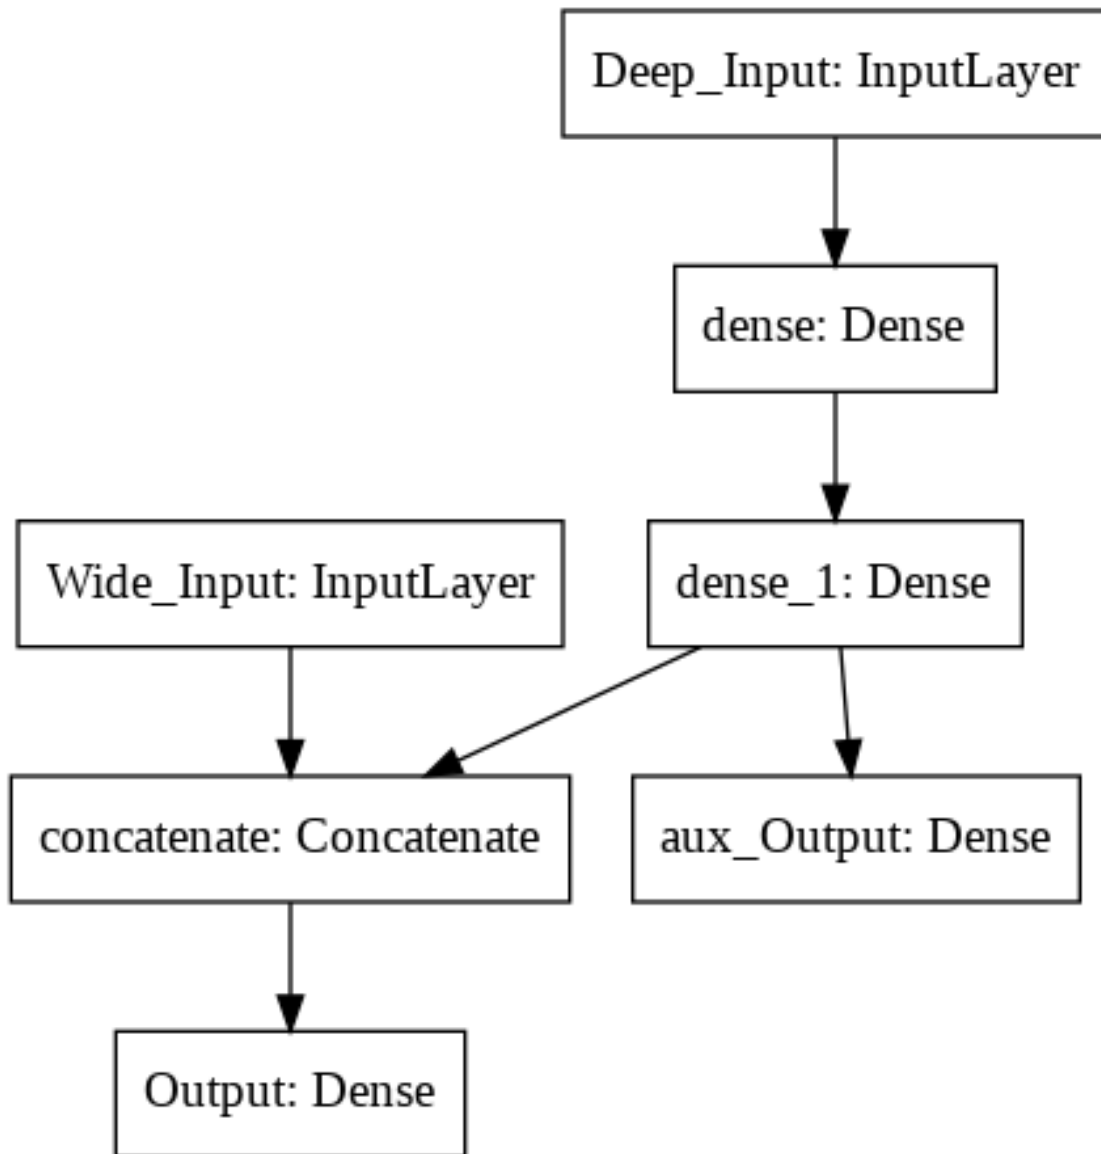 Deep_Input: InputLayer
dense: Dense
Wide_Input: InputLayer
dense_1: Dense
concatenate: Concatenate
aux_Output: Dense
Output: Dense